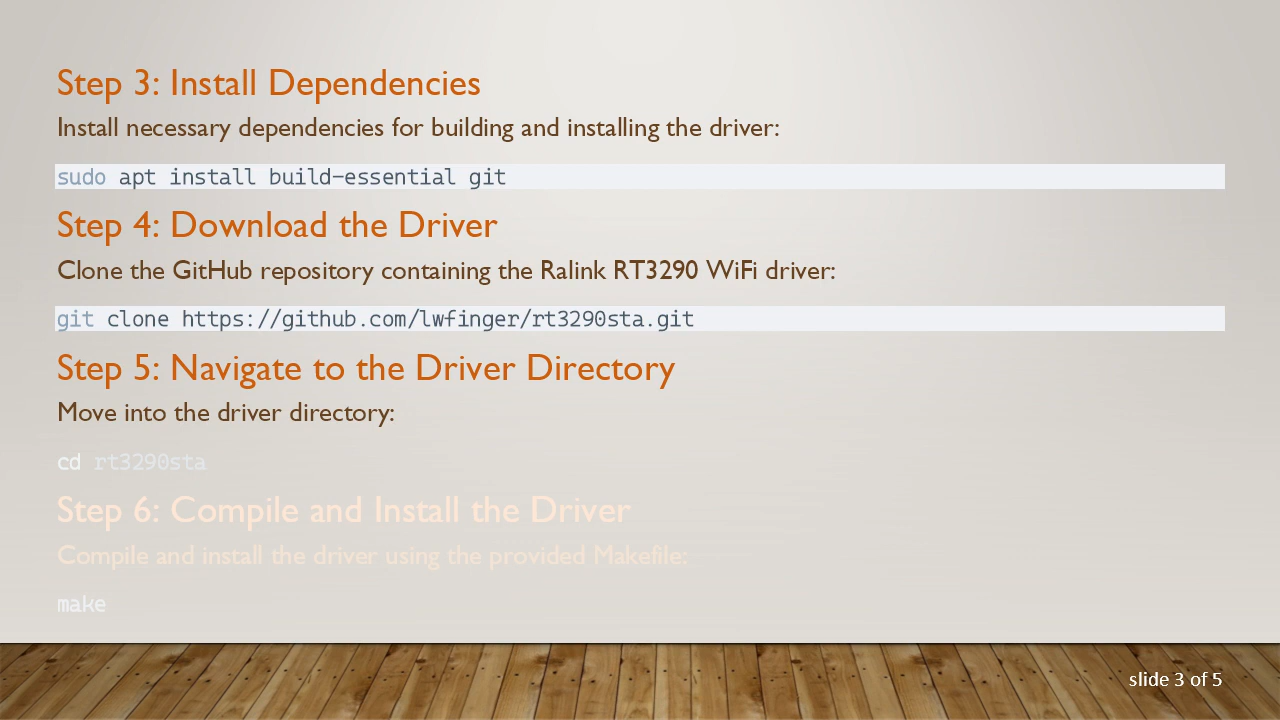 Step 3: Install Dependencies
Install necessary dependencies for building and installing the driver:
sudo apt install build-essential git
Step 4: Download the Driver
Clone the GitHub repository containing the Ralink RT3290 WiFi driver:
git clone https://github.com/lwfinger/rt3290sta.git
Step 5: Navigate to the Driver Directory
Move into the driver directory:
cd rt3290sta
Step 6: Compile and Install the Driver
Compile and install the driver using the provided Makefile:
make
slide 3 of 5